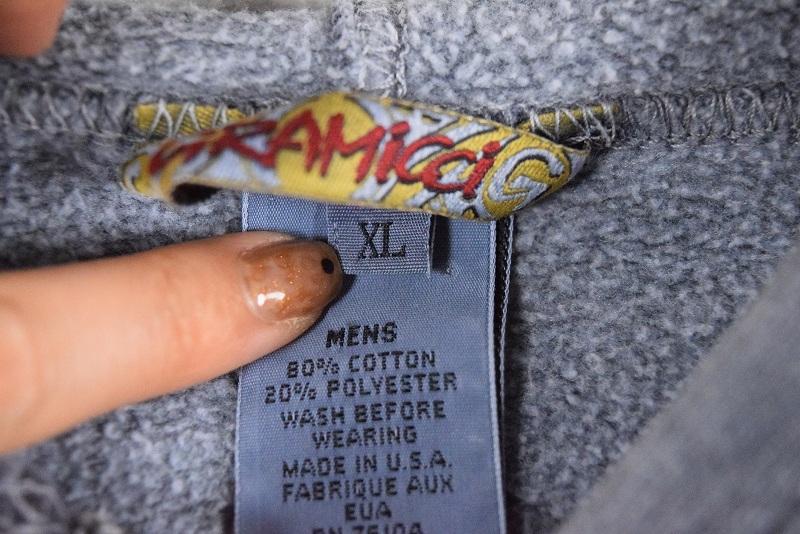 GRAMICCI G
XL
MENS
80% COTTON
20% POLYESTER
WASH BEFORE
WEARING
MADE IN U.S.A.
FABRIQUE AUX
EUA